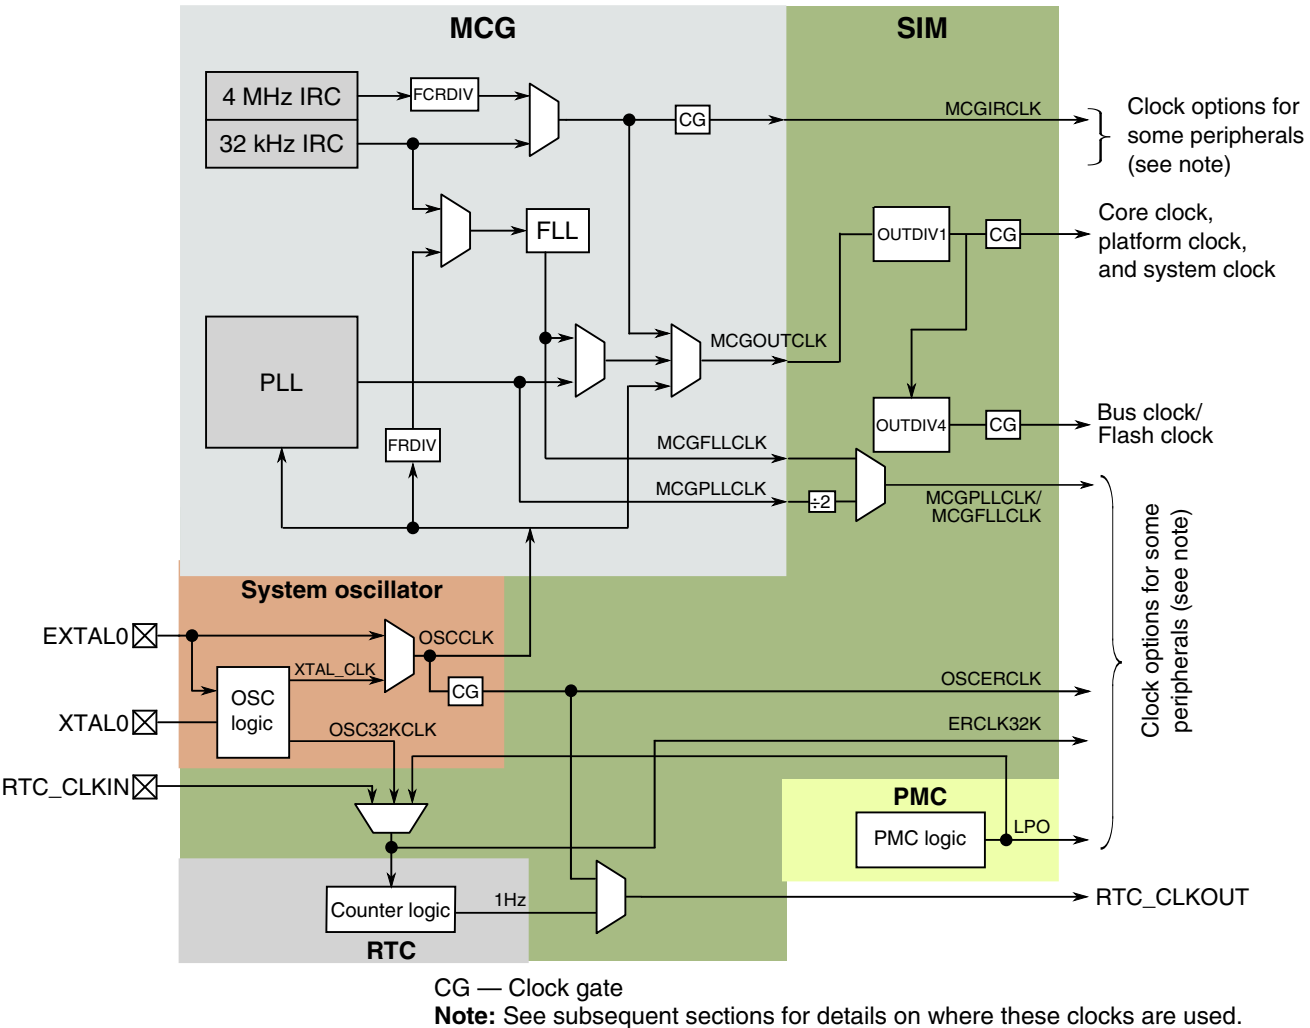 MCG
SIM
4 MHz IRC
FCRDIV
32 kHz IRC
CG
MCGIRCLK
Clock options for
some peripherals
(see note)
FLL
OUTDIV1
CG
Core clock,
platform clock,
and system clock
PLL
MCGOUTCLK
FRDIV
OUTDIV4
CG
Bus clock/
Flash clock
MCGFLLCLK
MCGPLLCLK
÷2
MCGPLLCLK/
MCGFLLCLK
Clock options for some
peripherals (see note)
System oscillator
EXTAL0
OSCCLK
XTAL_CLK
OSC
logic
CG
OSCERCLK
XTAL0
OSC32KCLK
ERCLK32K
RTC_CLKIN
PMC
PMC logic
LPO
Counter logic
1Hz
RTC_CLKOUT
RTC
CG — Clock gate
Note: See subsequent sections for details on where these clocks are used.